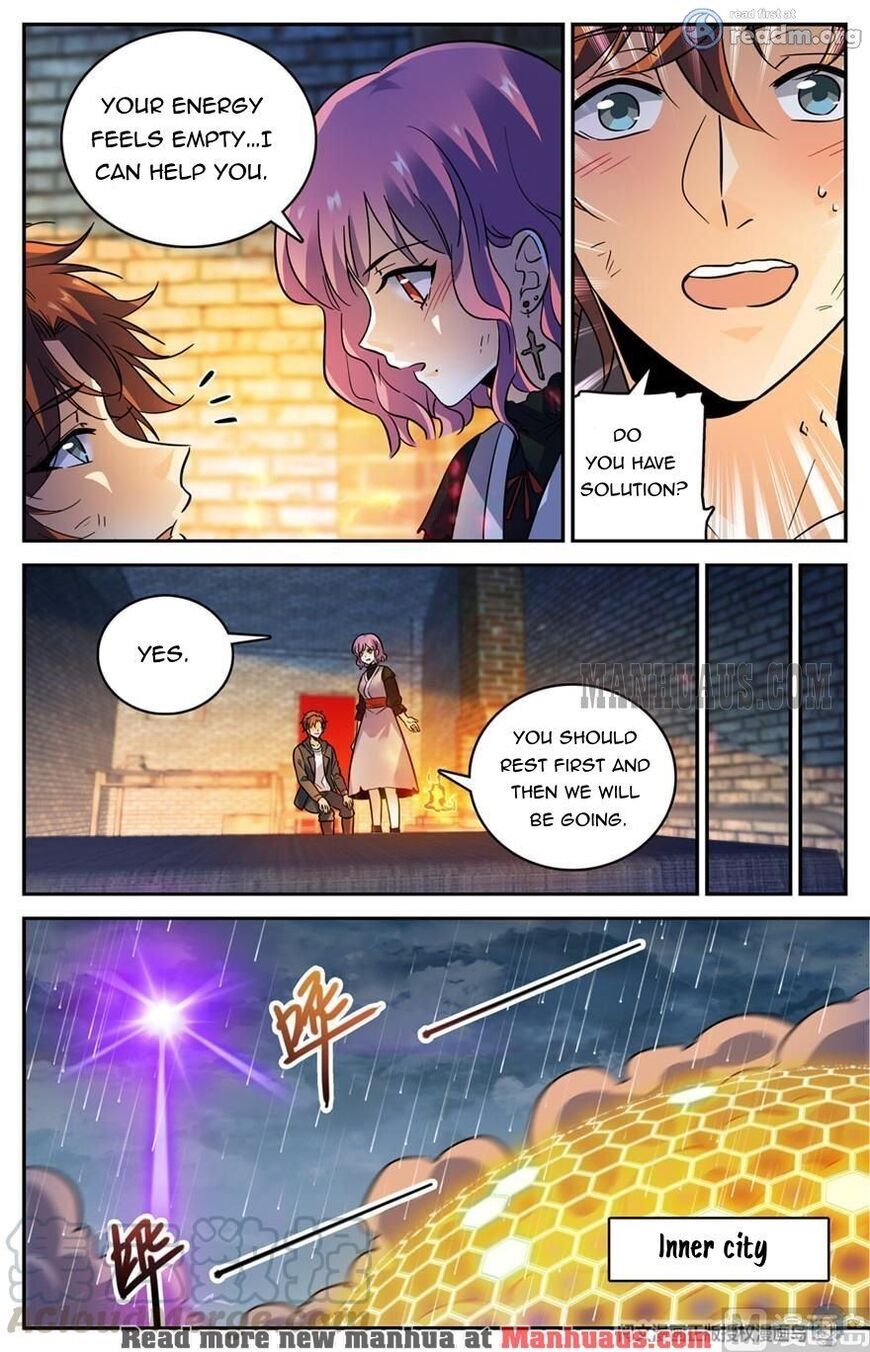 read first at
readm.org
YOUR ENERGY
FEELS EMPTY...I
CAN HELP YOU.
DO
YOU HAVE
SOLUTION?
YES.
MANHUAUS.COM
YOU SHOULD
REST FIRST AND
THEN WE WILL
BE GOING.
哗
哗
Inner city
AcloudMerge.com
Read more new manhua at Manhuaus.com